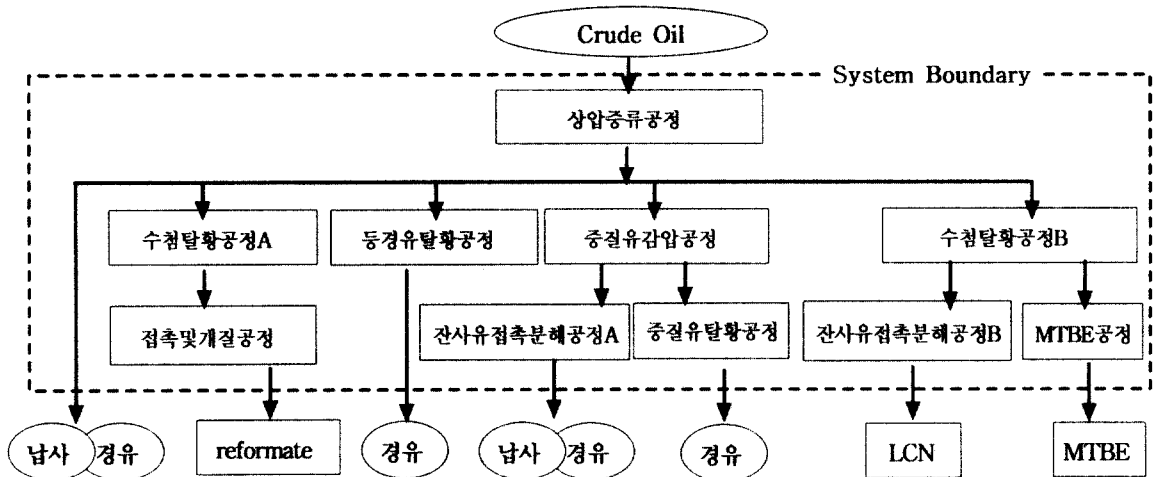 Crude Oil
System Boundary
상압증류공정
수첨탈황공정A
등경유탈황공정
중질유감압공정
수첨탈황공정B
접촉및개질공정
잔사유접촉분해공정A
중질유탈황공정
잔사유접촉분해공정B
MTBE공정
납사
경유
reformate
경유
납사
경유
경유
LCN
MTBE